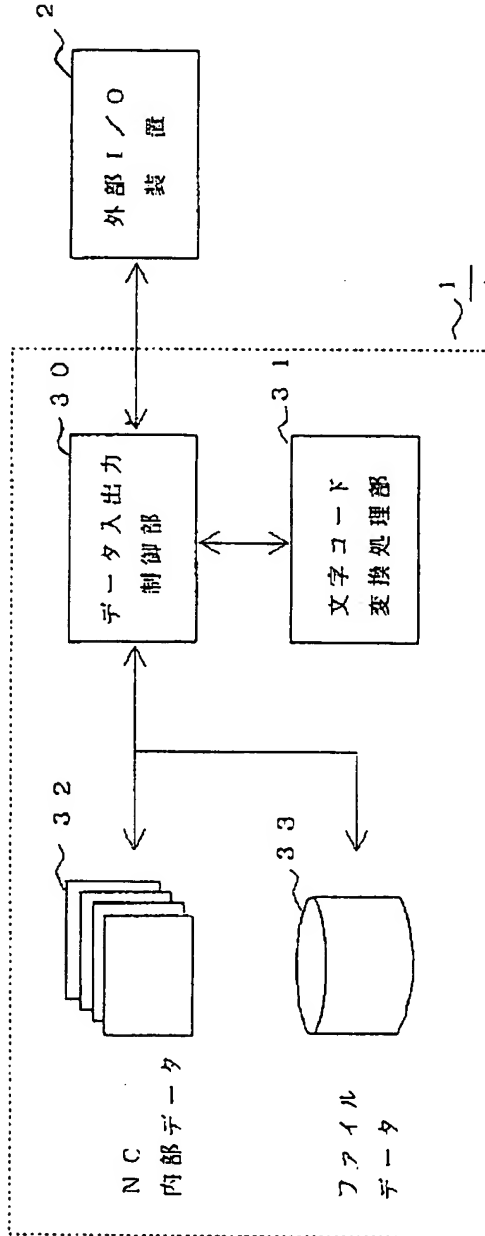 NC
内部データ
32
ファイル
データ
33
データ入出力
制御部
30
文字コード
変換処理部
31
外部I/O
装置
2
1